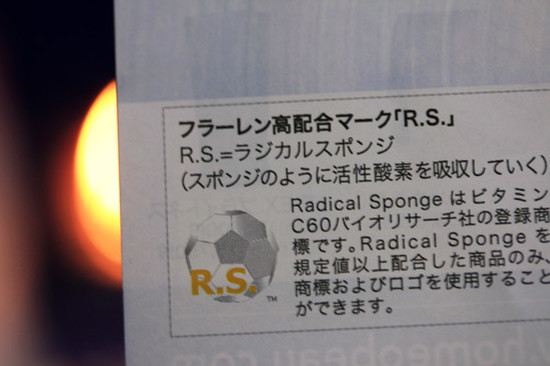 フラーレン高配合マーク「R.S.」
R.S.=ラジカルスポンジ
(スポンジのように活性酸素を吸収していく)
Radical Sponge はビタミン
C60バイオリサーチ社の登録商
標です。Radical Sponge を
規定値以上配合した商品のみ、
商標およびロゴを使用すること
ができます。
R.S.
™